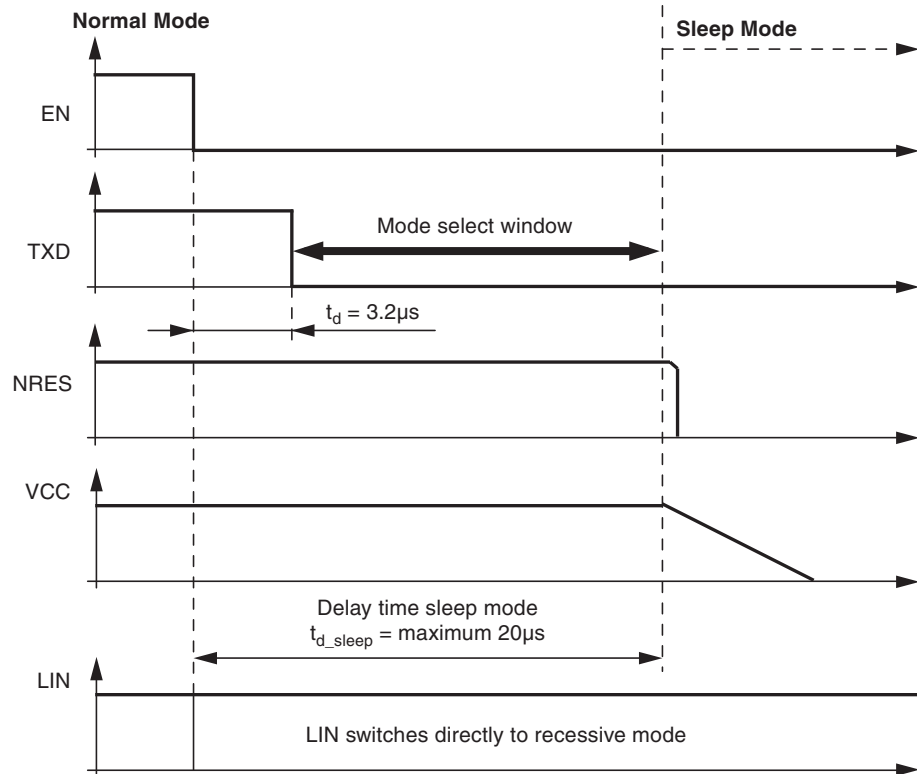 Normal Mode
Sleep Mode
EN
TXD
Mode select window
t_d = 3.2µs
NRES
VCC
Delay time sleep mode
t_d_sleep = maximum 20µs
LIN
LIN switches directly to recessive mode